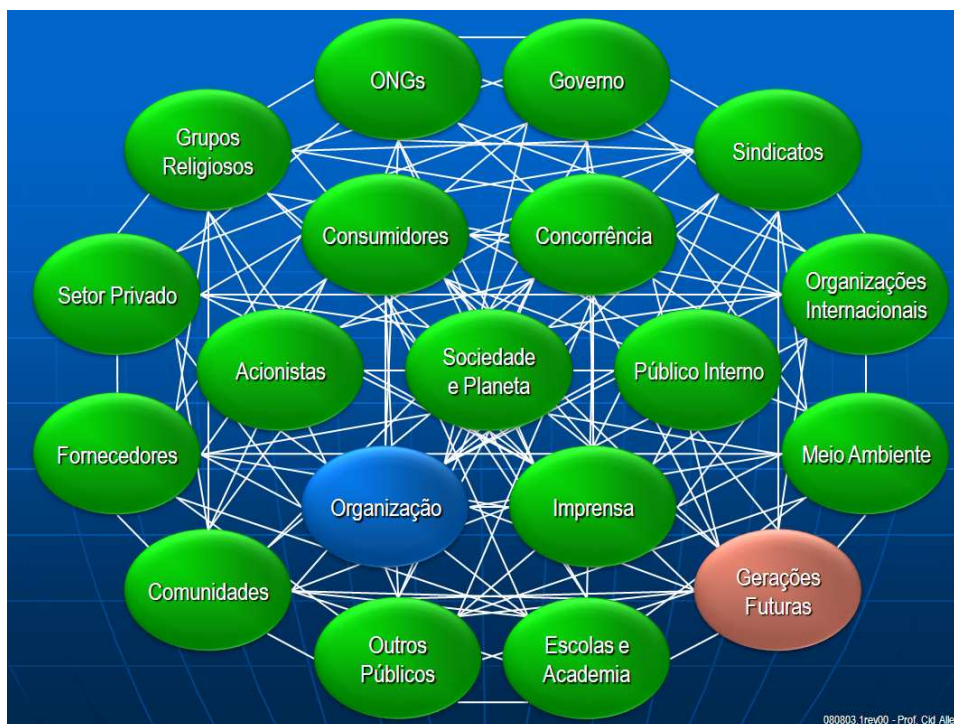 ONGs
Governo
Grupos
Religiosos
Sindicatos
Consumidores
Concorrência
Setor Privado
Organizações
Internacionais
Acionistas
Sociedade
e Planeta
Público Interno
Fornecedores
Meio Ambiente
Organização
Imprensa
Comunidades
Gerações
Futuras
Outros
Públicos
Escolas e
Academia
080803.1rev00 - Prof. Cid Alle